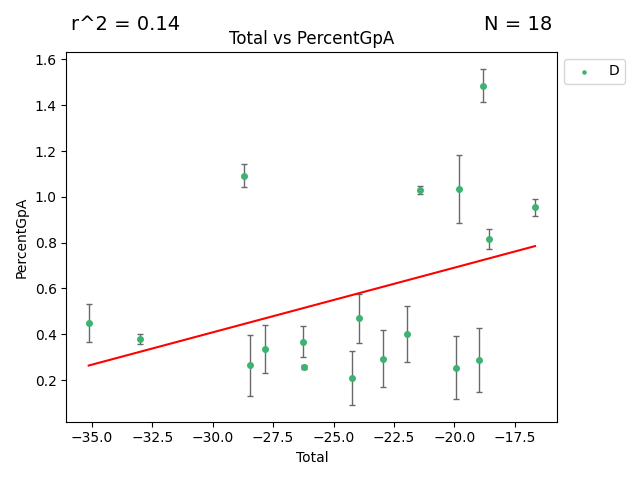 r^2 = 0.14
N = 18
Total vs PercentGpA
D
PercentGpA
1.6
1.4
1.2
1.0
0.8
0.6
0.4
0.2
−35.0 −32.5 −30.0 −27.5 −25.0 −22.5 −20.0 −17.5
Total